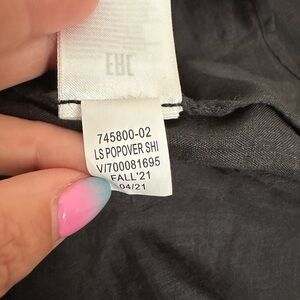 EAC
745800-02
LS POPOVER SHI
V/700081695
FALL'21
04/21